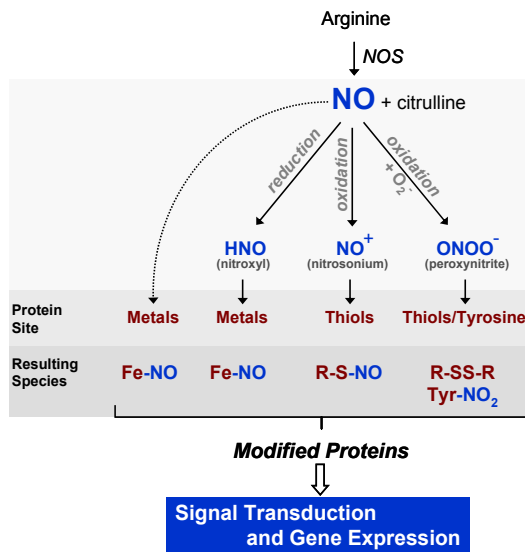 Arginine
NOS
NO + citrulline
reduction
oxidation
oxidation
+ O₂⁻
HNO
(nitroxyl)
NO⁺
(nitrosonium)
ONOO⁻
(peroxynitrite)
Protein
Site
Metals
Metals
Thiols
Thiols/Tyrosine
Resulting
Species
Fe-NO
Fe-NO
R-S-NO
R-SS-R
Tyr-NO₂
Modified Proteins
Signal Transduction
and Gene Expression